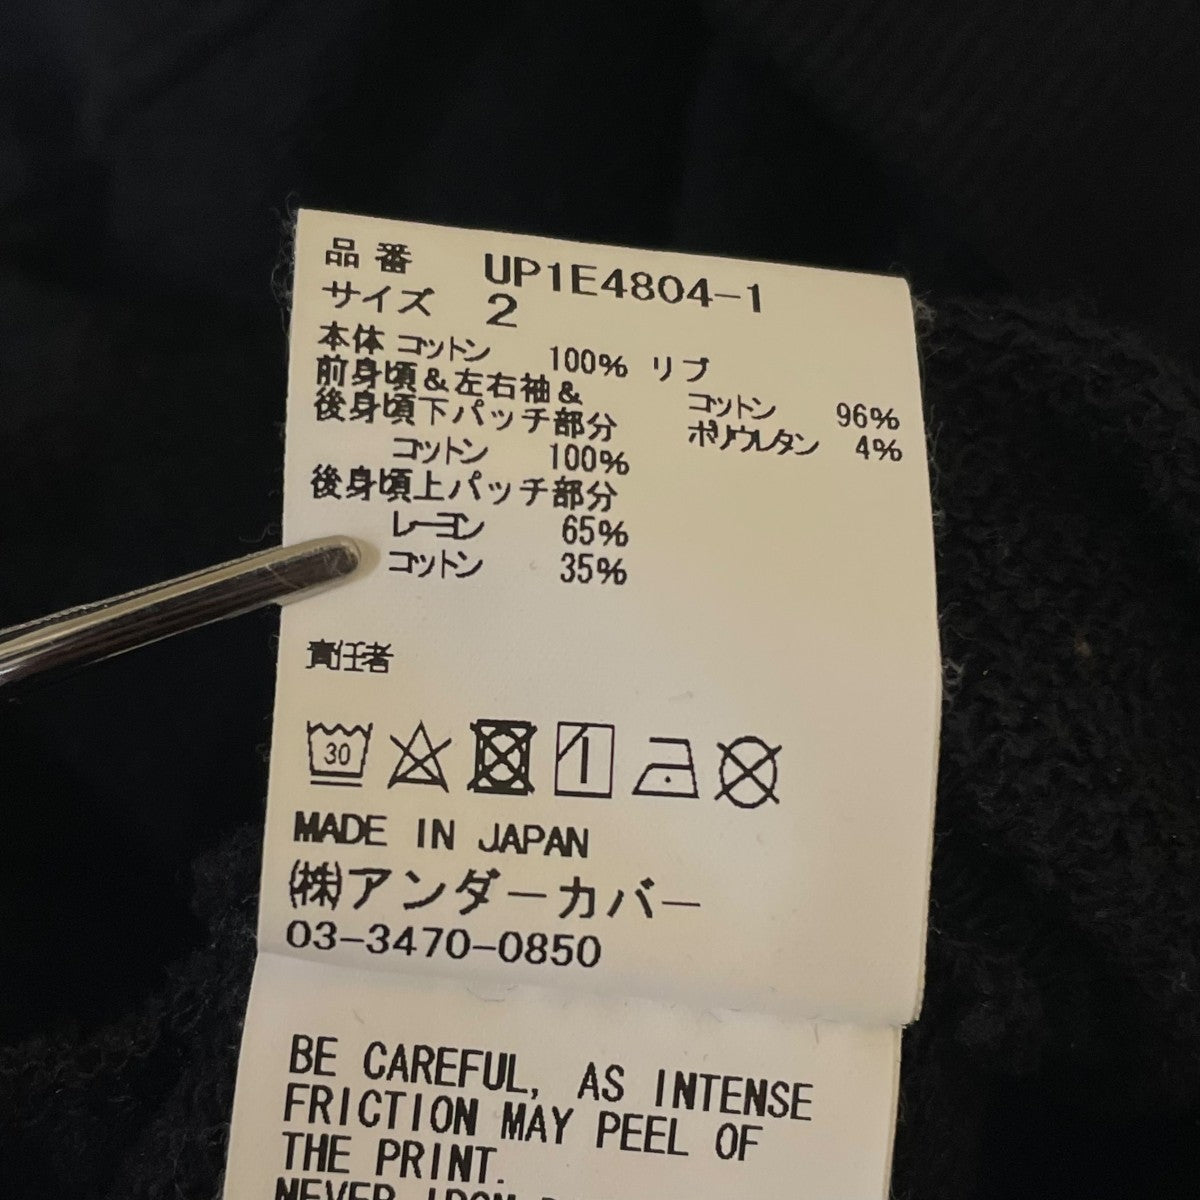 品番 UP1E4804-1
サイズ 2
本体 コットン 100% リブ
前身頃&左右袖& コットン 96%
後身頃下パッチ部分 ポリウレタン 4%
コットン 100%
後身頃上パッチ部分
レーヨン 65%
コットン 35%
責任者
30
MADE IN JAPAN
(株)アンダーカバー
03-3470-0850
BE CAREFUL, AS INTENSE
FRICTION MAY PEEL OF
THE PRINT.
NEVER IRON